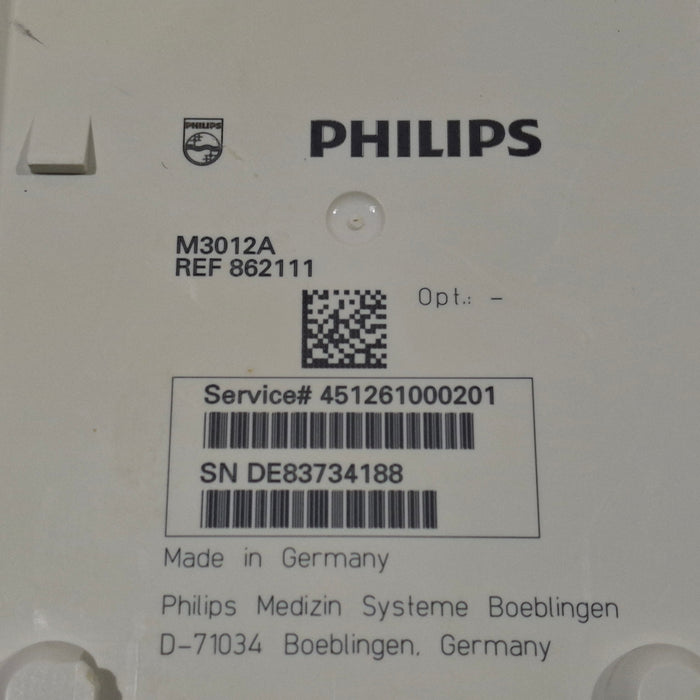 PHILIPS
PHILIPS
M3012A
REF 862111
Opt.: -
Service# 451261000201
SN DE83734188
Made in Germany
Philips Medizin Systeme Boeblingen
D-71034 Boeblingen, Germany